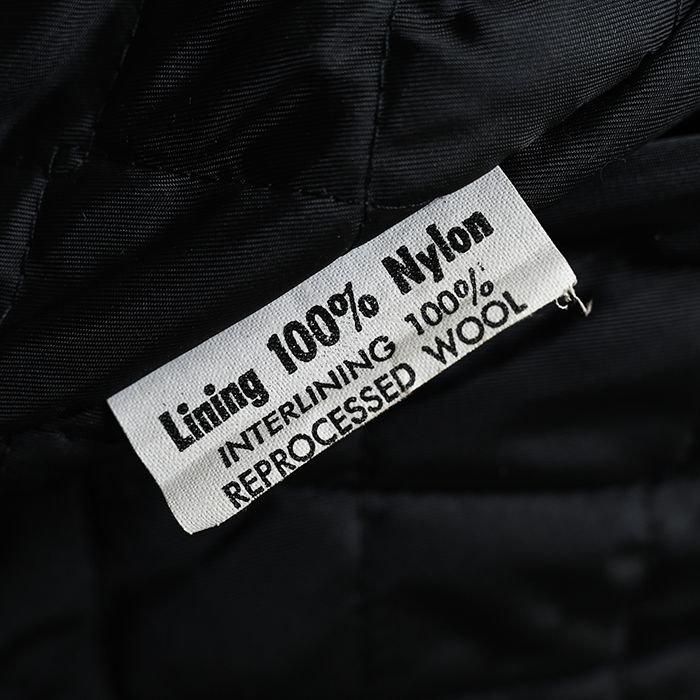 Lining 100% Nylon
INTERLINING 100%
REPROCESSED WOOL